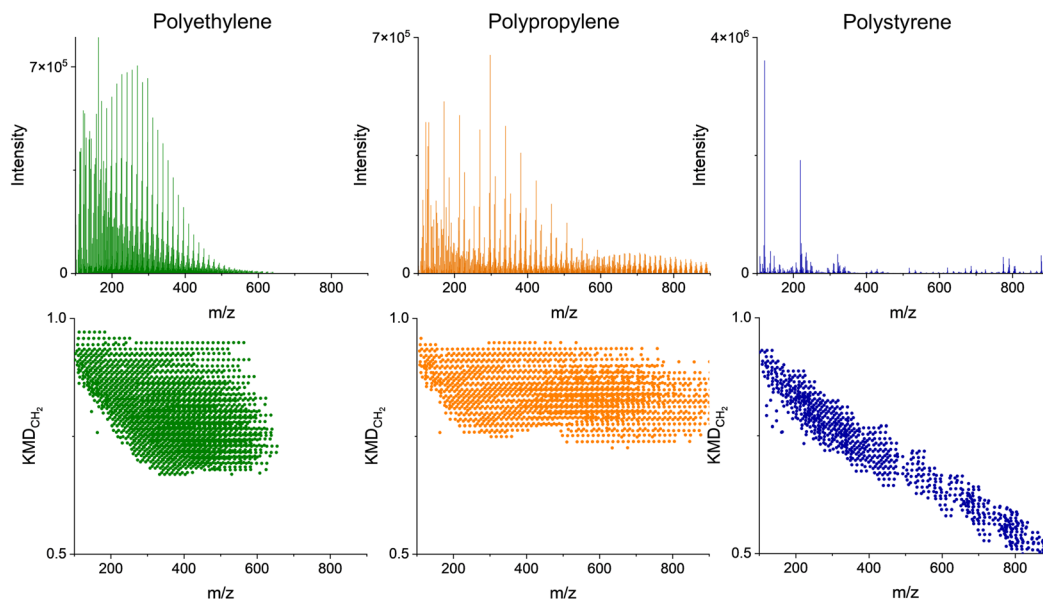 Polyethylene
Polypropylene
Polystyrene
7×10⁵
Intensity
0
200 400 600 800
m/z
7×10⁵
Intensity
0
200 400 600 800
m/z
4×10⁶
Intensity
0
200 400 600 800
m/z
1.0
KMD_CH₂
0.5
200 400 600 800
m/z
1.0
KMD_CH₂
0.5
200 400 600 800
m/z
1.0
KMD_CH₂
0.5
200 400 600 800
m/z